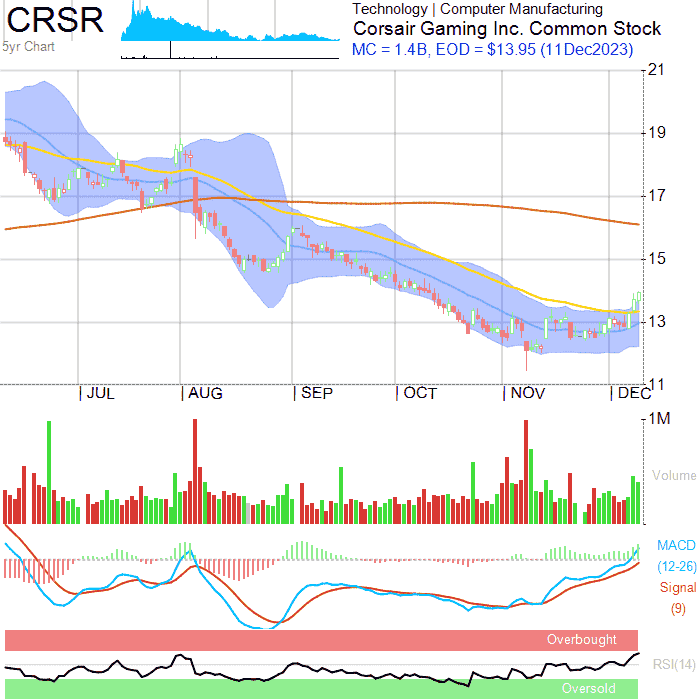 CRSR
5yr Chart
Technology | Computer Manufacturing
Corsair Gaming Inc. Common Stock
MC = 1.4B, EOD = $13.95 (11Dec2023)
21
19
17
15
13
11
JUL AUG SEP OCT NOV DEC
1M
Volume
MACD
(12-26)
Signal
(9)
Overbought
RSI(14)
Oversold